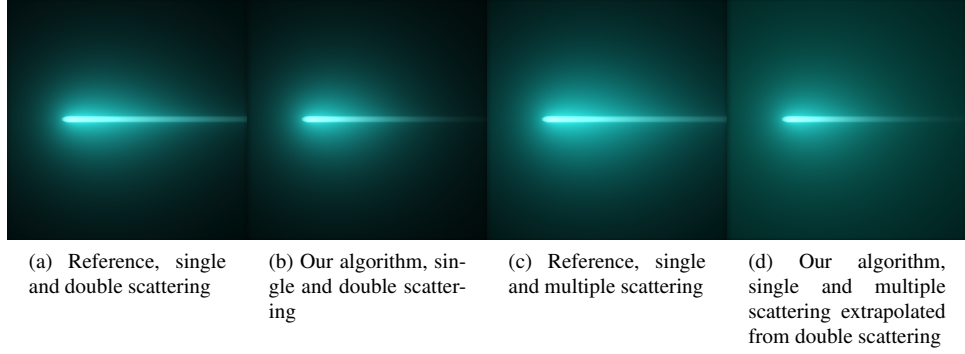 (a) Reference, single
and double scattering
(b) Our algorithm, sin-
gle and double scatter-
ing
(c) Reference, single
and multiple scattering
(d) Our algorithm,
single and multiple
scattering extrapolated
from double scattering